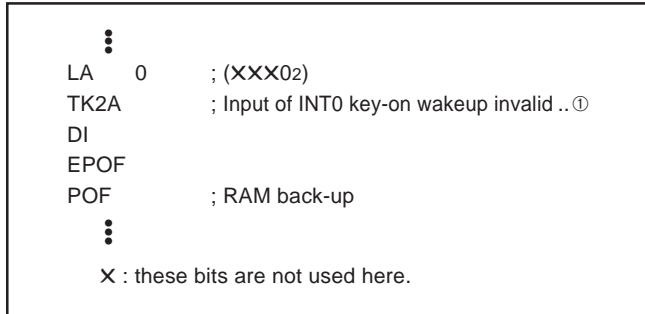 LA 0 ; (✕✕✕02)
TK2A ; Input of INT0 key-on wakeup invalid .. ①
DI
EPOF
POF ; RAM back-up
✕ : these bits are not used here.